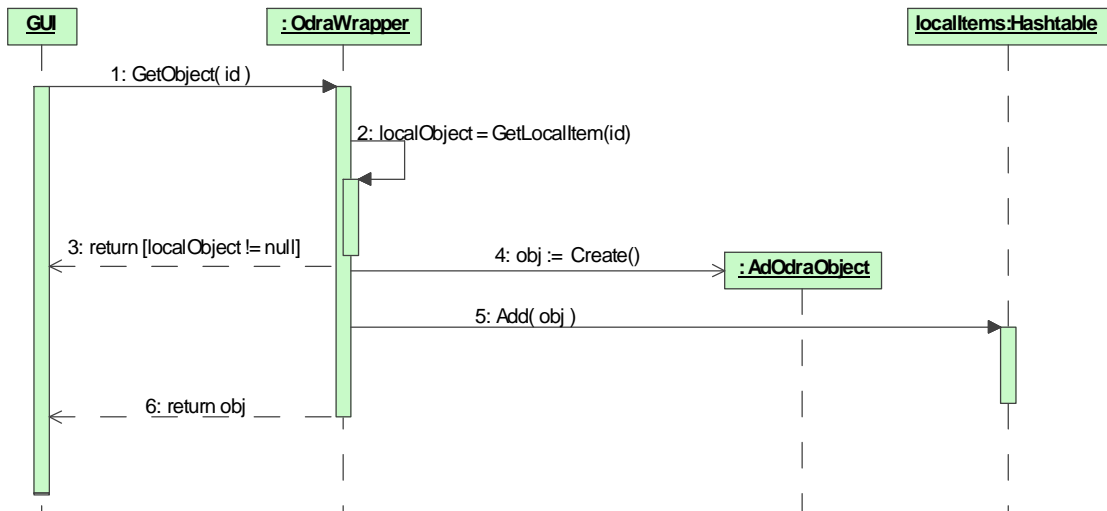 GUI
: OdraWrapper
localItems:Hashtable
1: GetObject( id )
2: localObject = GetLocalItem(id)
3: return [localObject != null]
4: obj := Create()
: AdOdraObject
5: Add( obj )
6: return obj